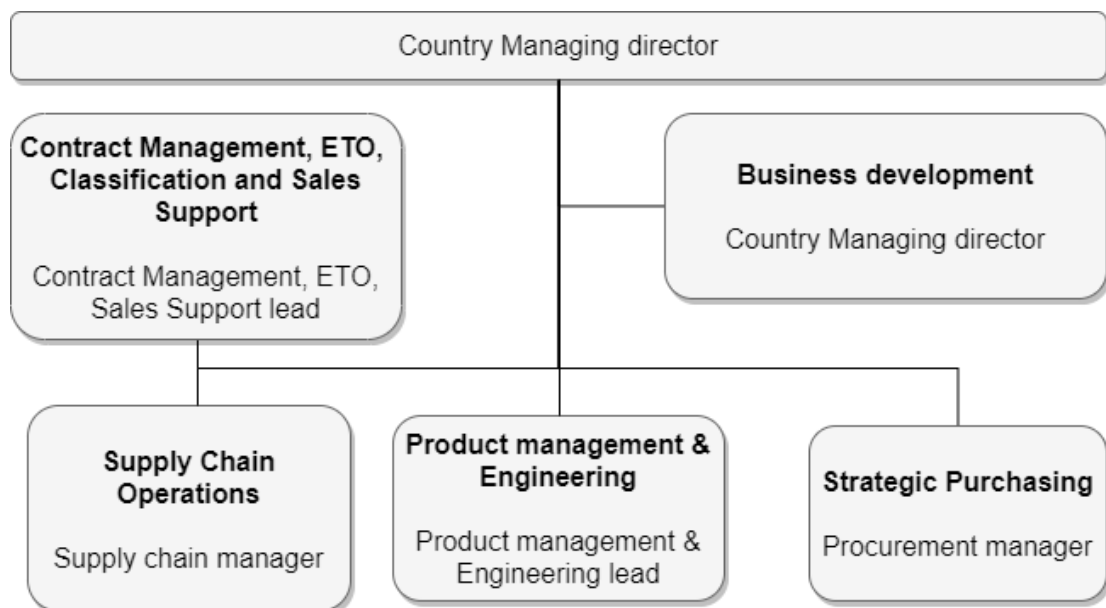 Country Managing director
Contract Management, ETO,
Classification and Sales
Support
Contract Management, ETO,
Sales Support lead
Business development
Country Managing director
Supply Chain
Operations
Supply chain manager
Product management &
Engineering
Product management &
Engineering lead
Strategic Purchasing
Procurement manager